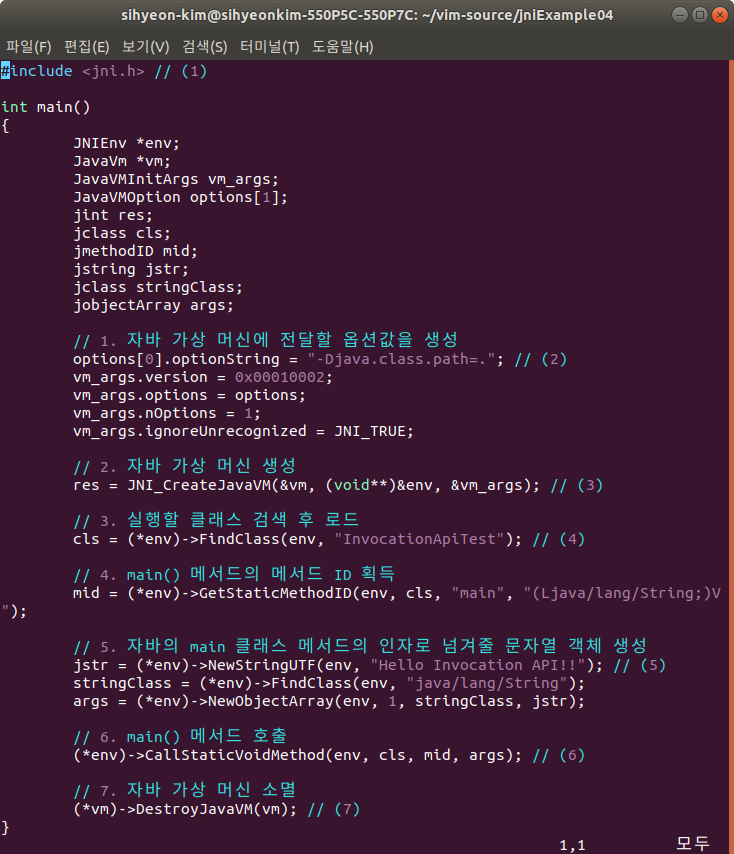 sihyeon-kim@sihyeonkim-550P5C-550P7C: ~/vim-source/jniExample04
파일(F) 편집(E) 보기(V) 검색(S) 터미널(T) 도움말(H)
#include <jni.h> // (1)
int main()
{
JNIEnv *env;
JavaVm *vm;
JavaVMInitArgs vm_args;
JavaVMOption options[1];
jint res;
jclass cls;
jmethodID mid;
jstring jstr;
jclass stringClass;
jobjectArray args;
// 1. 자바 가상 머신에 전달할 옵션값을 생성
options[0].optionString = "-Djava.class.path=."; // (2)
vm_args.version = 0x00010002;
vm_args.options = options;
vm_args.nOptions = 1;
vm_args.ignoreUnrecognized = JNI_TRUE;
// 2. 자바 가상 머신 생성
res = JNI_CreateJavaVM(&vm, (void**)&env, &vm_args); // (3)
// 3. 실행할 클래스 검색 후 로드
cls = (*env)->FindClass(env, "InvocationApiTest"); // (4)
// 4. main() 메서드의 메서드 ID 획득
mid = (*env)->GetStaticMethodID(env, cls, "main", "(Ljava/lang/String;)V
");
// 5. 자바의 main 클래스 메서드의 인자로 넘겨줄 문자열 객체 생성
jstr = (*env)->NewStringUTF(env, "Hello Invocation API!!"); // (5)
stringClass = (*env)->FindClass(env, "java/lang/String");
args = (*env)->NewObjectArray(env, 1, stringClass, jstr);
// 6. main() 메서드 호출
(*env)->CallStaticVoidMethod(env, cls, mid, args); // (6)
// 7. 자바 가상 머신 소멸
(*vm)->DestroyJavaVM(vm); // (7)
}
1,1 모두